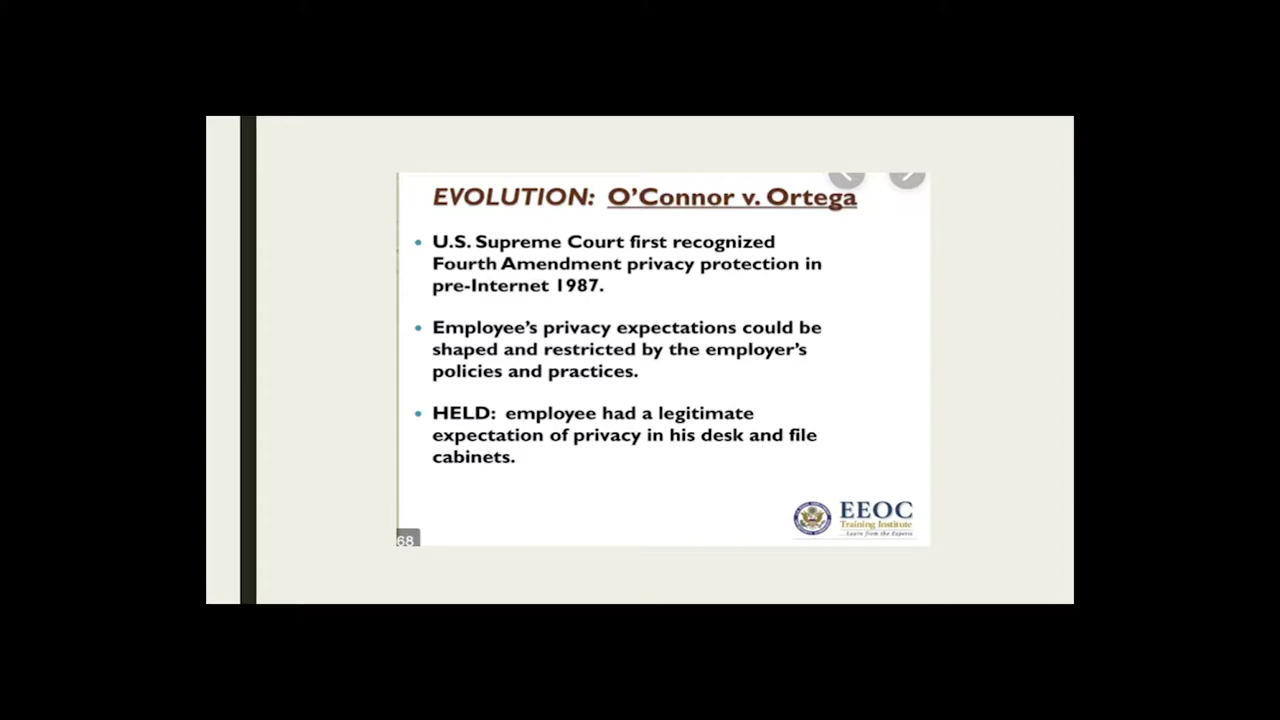 EVOLUTION: O'Connor v. Ortega
• U.S. Supreme Court first recognized
Fourth Amendment privacy protection in
pre-Internet 1987.
• Employee's privacy expectations could be
shaped and restricted by the employer's
policies and practices.
• HELD: employee had a legitimate
expectation of privacy in his desk and file
cabinets.
EEOC
Training Institute
...Learn from the Experts
68